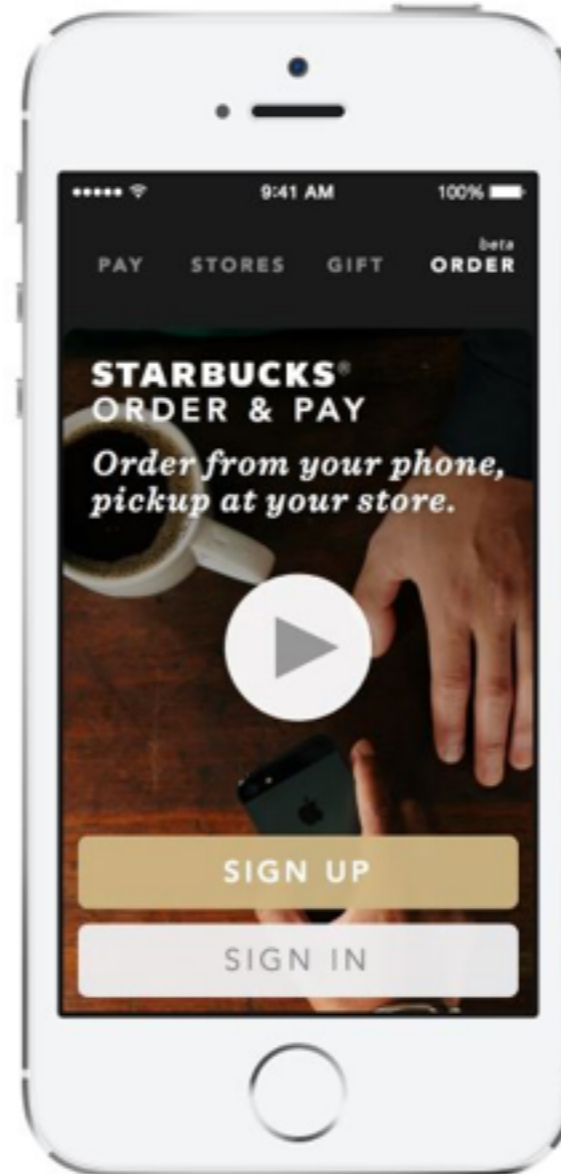 9:41 AM 100%
beta
PAY STORES GIFT ORDER
STARBUCKS®
ORDER & PAY
Order from your phone,
pickup at your store.
SIGN UP
SIGN IN